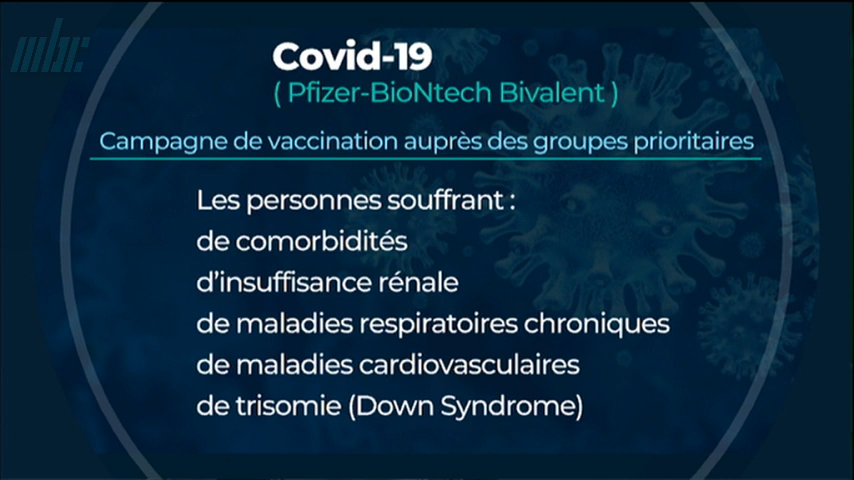 mbc
Covid-19
( Pfizer-BioNtech Bivalent )
Campagne de vaccination auprès des groupes prioritaires
Les personnes souffrant :
de comorbidités
d'insuffisance rénale
de maladies respiratoires chroniques
de maladies cardiovasculaires
de trisomie (Down Syndrome)